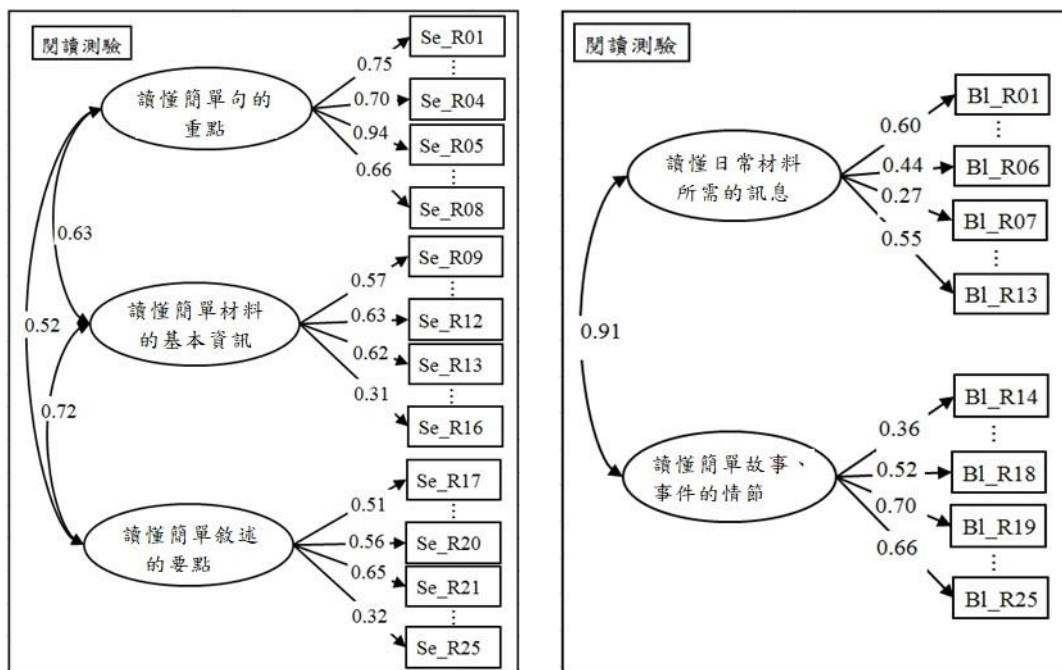 閱讀測驗
讀懂簡單句的
重點
0.75
Se_R01
0.70
Se_R04
0.94
Se_R05
0.66
Se_R08
0.63
讀懂簡單材料
的基本資訊
0.57
Se_R09
0.63
Se_R12
0.62
Se_R13
0.31
Se_R16
0.52
0.72
讀懂簡單敘述
的要點
0.51
Se_R17
0.56
Se_R20
0.65
Se_R21
0.32
Se_R25
閱讀測驗
讀懂日常材料
所需的訊息
0.60
Bl_R01
0.44
Bl_R06
0.27
Bl_R07
0.55
Bl_R13
0.91
讀懂簡單故事、
事件的情節
0.36
Bl_R14
0.52
Bl_R18
0.70
Bl_R19
0.66
Bl_R25